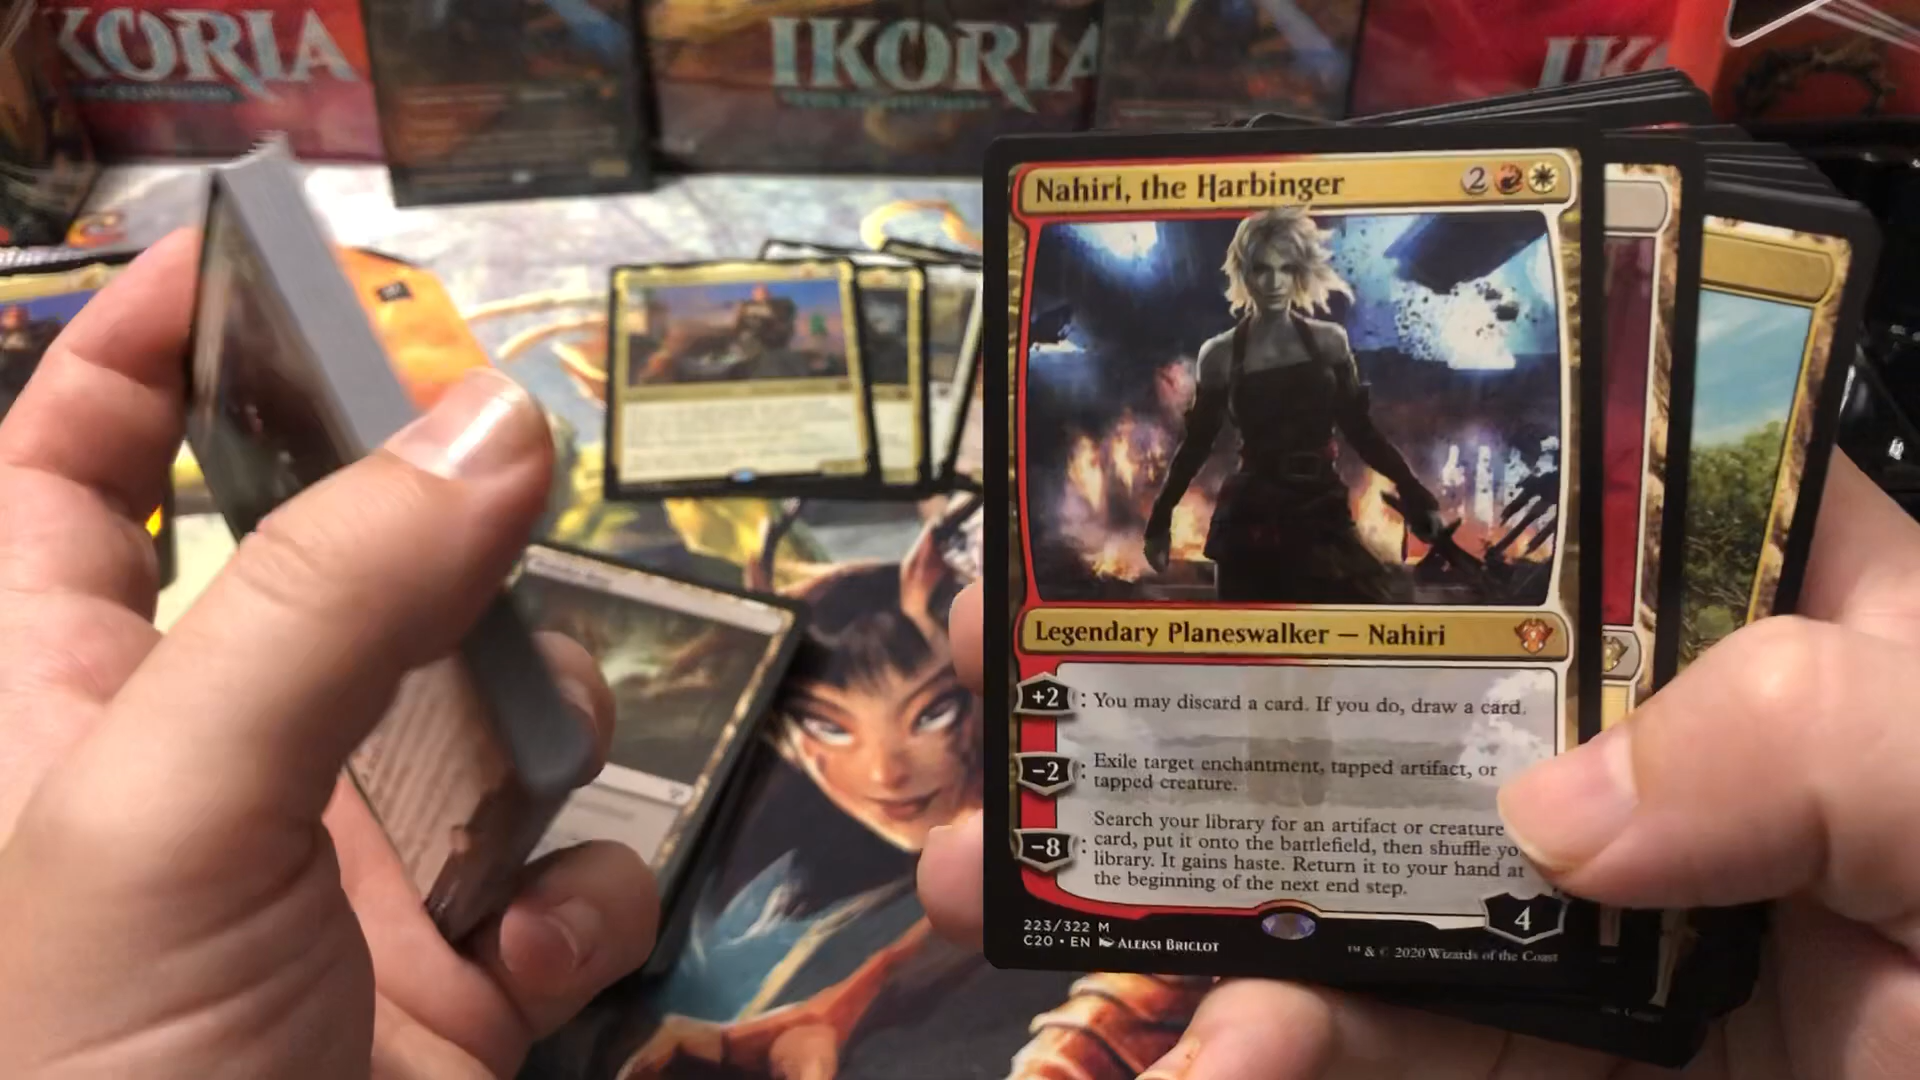 IKORIA
IKORIA
IK
Nahiri, the Harbinger
2
Legendary Planeswalker — Nahiri
+2 : You may discard a card. If you do, draw a card.
−2 : Exile target enchantment, tapped artifact, or
tapped creature.
Search your library for an artifact or creature
−8 : card, put it onto the battlefield, then shuffle yo
library. It gains haste. Return it to your hand at
the beginning of the next end step.
4
223/322 M
C20 • EN ALEKSI BRICLOT
™ & © 2020 Wizards of the Coast